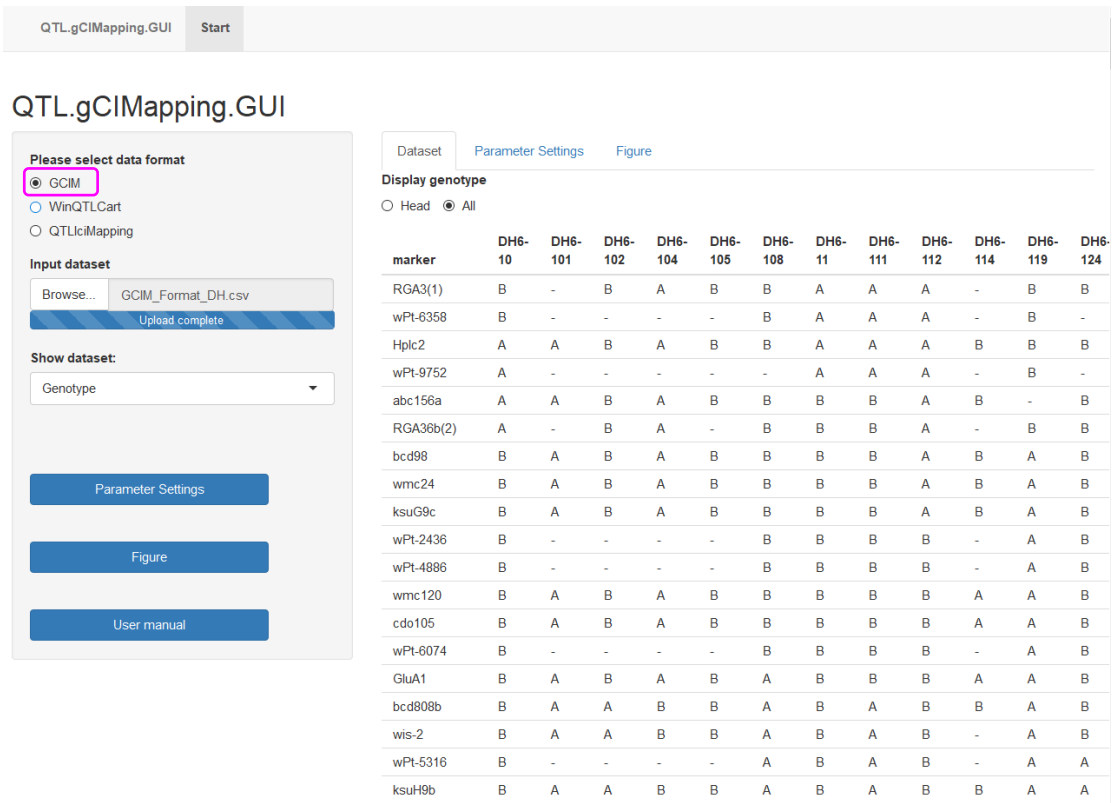 QTL.gCIMapping.GUI Start
QTL.gCIMapping.GUI
Please select data format
GCIM
WinQTLCart
QTLIciMapping
Input dataset
Browse... GCIM_Format_DH.csv
Upload complete
Show dataset:
Genotype
Parameter Settings
Figure
User manual
Dataset Parameter Settings Figure
Display genotype
Head All
marker DH6-10 DH6-101 DH6-102 DH6-104 DH6-105 DH6-108 DH6-11 DH6-111 DH6-112 DH6-114 DH6-119 DH6-124
RGA3(1) B - B A B B A A A - B B
wPt-6358 B - - - - B A A A - B -
Hplc2 A A B A B B A A A B B B
wPt-9752 A - - - - - A A A - B -
abc156a A A B A B B B B A B - B
RGA36b(2) A - B A - B B B A - B B
bcd98 B A B A B B B B A B A B
wmc24 B A B A B B B B A B A B
ksuG9c B A B A B B B B A B A B
wPt-2436 B - - - - B B B B - A B
wPt-4886 B - - - - B B B B - A B
wmc120 B A B A B B B B B A A B
cdo105 B A B A B B B B B A A B
wPt-6074 B - - - - B B B B - A B
GluA1 B A B A B A B B B A A B
bcd808b B A A B B A B A B A A B
wis-2 B A A B B A B A B - A B
wPt-5316 B - - - - A B A B - A A
ksuH9b B A A B B A B A B A A A